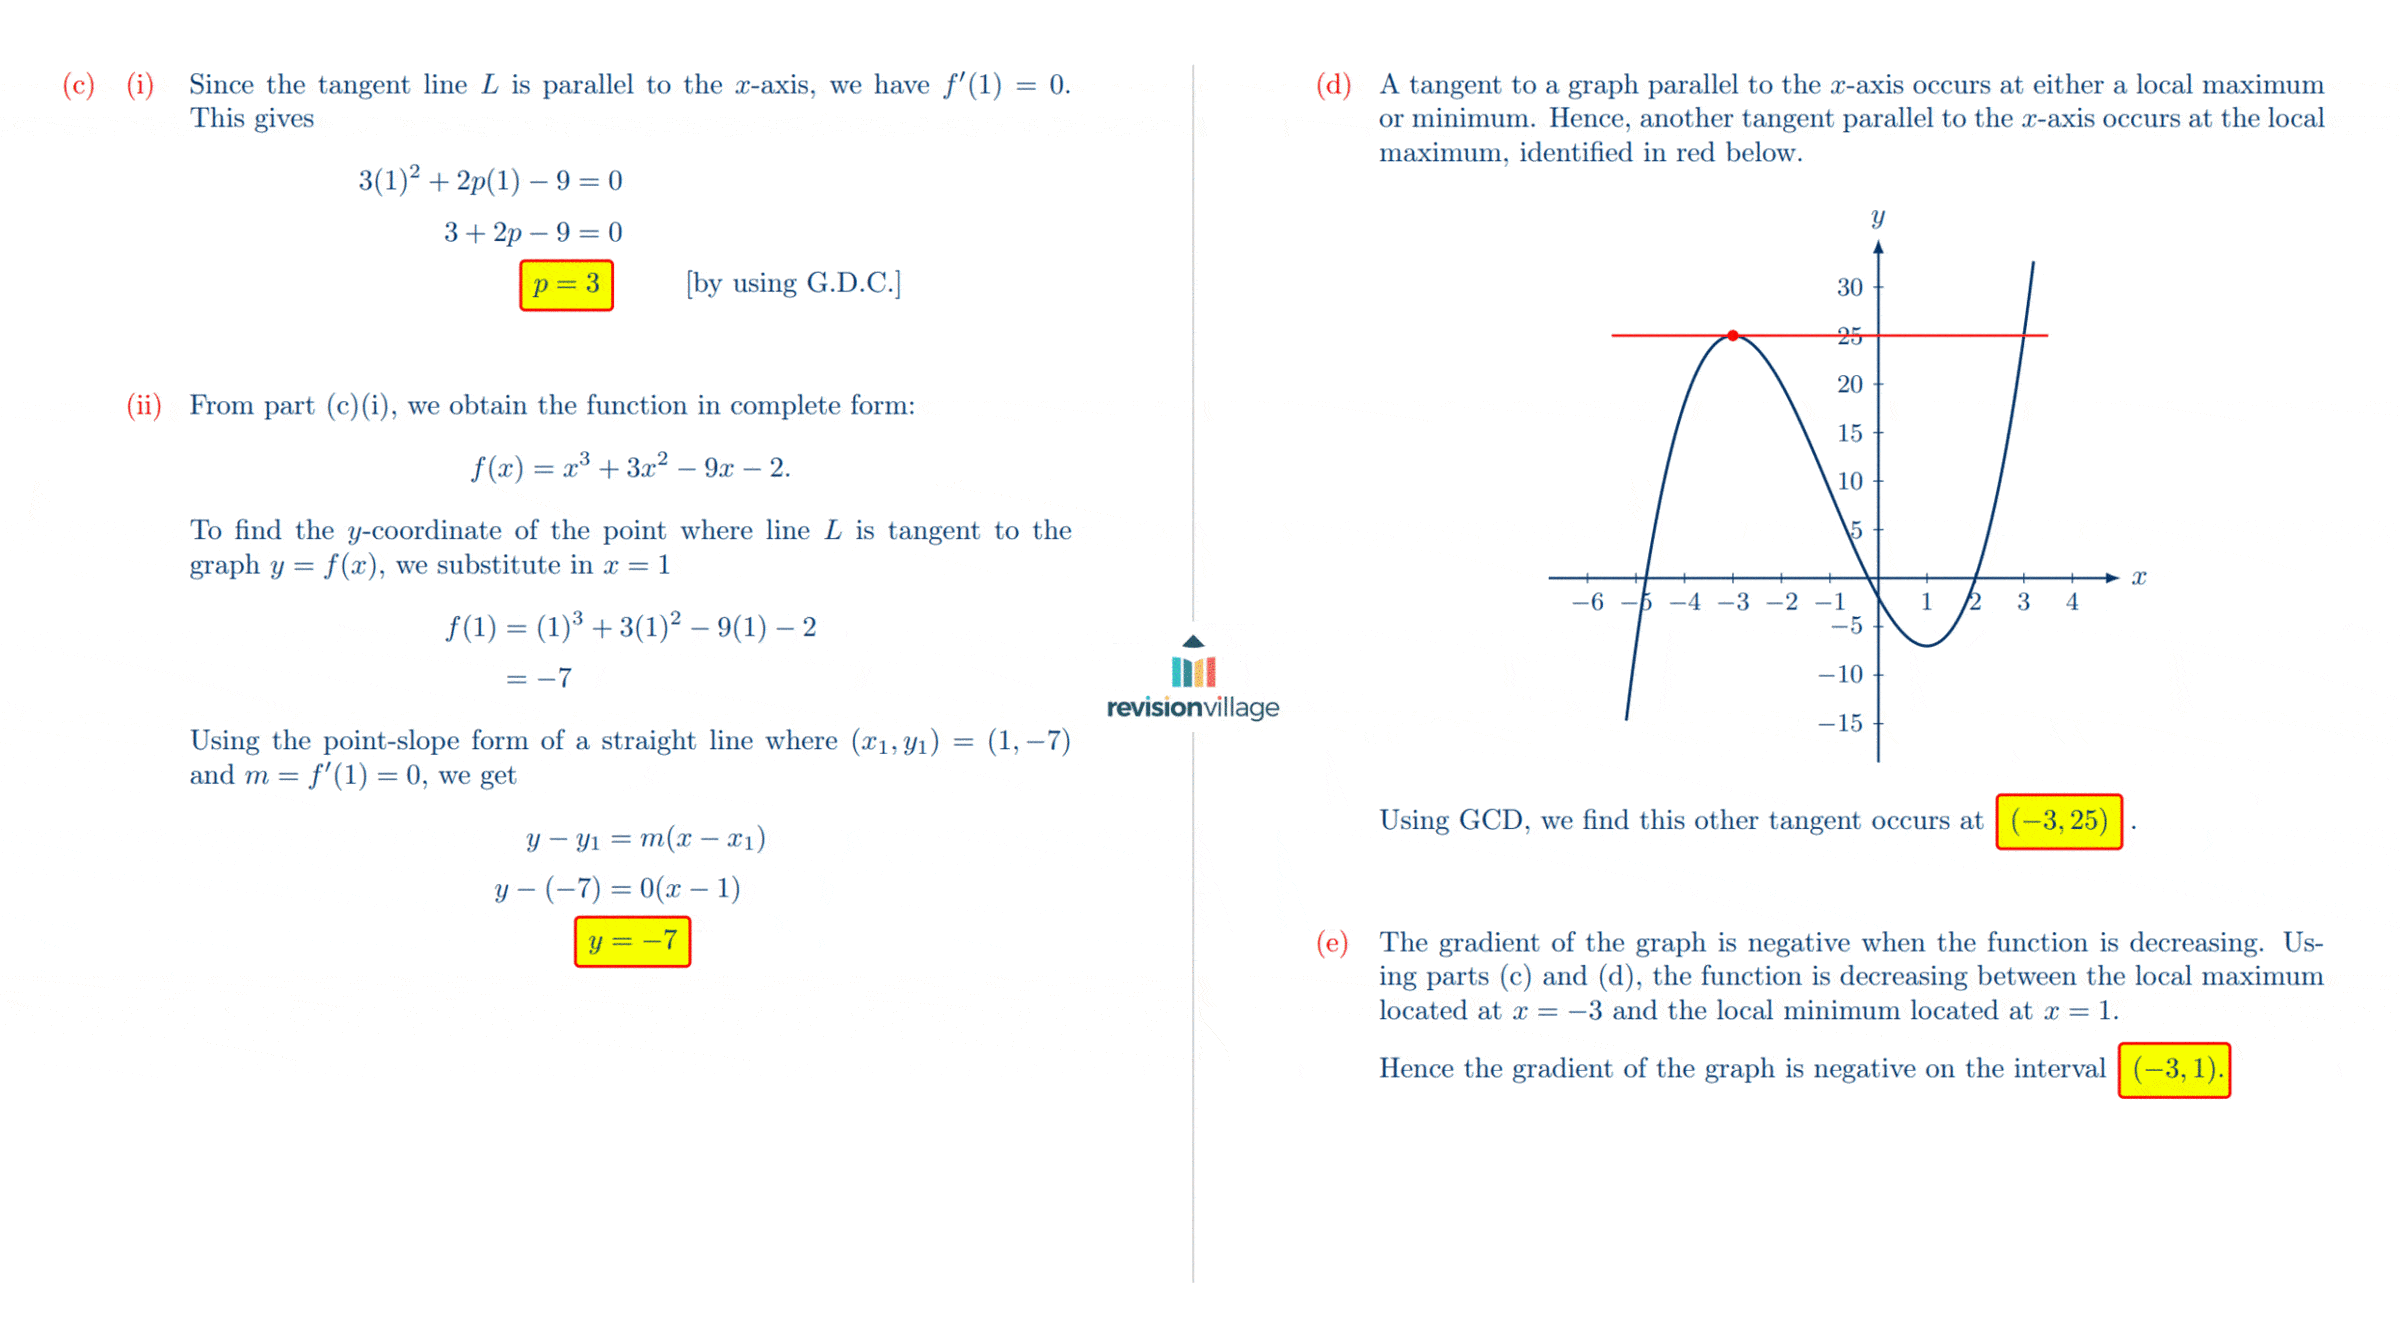 (c) (i) Since the tangent line L is parallel to the x-axis, we have f′(1) = 0.
This gives
3(1)² + 2p(1) − 9 = 0
3 + 2p − 9 = 0
p = 3 [by using G.D.C.]
(ii) From part (c)(i), we obtain the function in complete form:
f(x) = x³ + 3x² − 9x − 2.
To find the y-coordinate of the point where line L is tangent to the
graph y = f(x), we substitute in x = 1
f(1) = (1)³ + 3(1)² − 9(1) − 2
= −7
Using the point-slope form of a straight line where (x₁, y₁) = (1, −7)
and m = f′(1) = 0, we get
y − y₁ = m(x − x₁)
y − (−7) = 0(x − 1)
y = −7
revisionvillage
(d) A tangent to a graph parallel to the x-axis occurs at either a local maximum
or minimum. Hence, another tangent parallel to the x-axis occurs at the local
maximum, identified in red below.
y
30
25
20
15
10
5
x
−6 −5 −4 −3 −2 −1 1 2 3 4
−5
−10
−15
Using GCD, we find this other tangent occurs at (−3, 25) .
(e) The gradient of the graph is negative when the function is decreasing. Us-
ing parts (c) and (d), the function is decreasing between the local maximum
located at x = −3 and the local minimum located at x = 1.
Hence the gradient of the graph is negative on the interval (−3, 1).